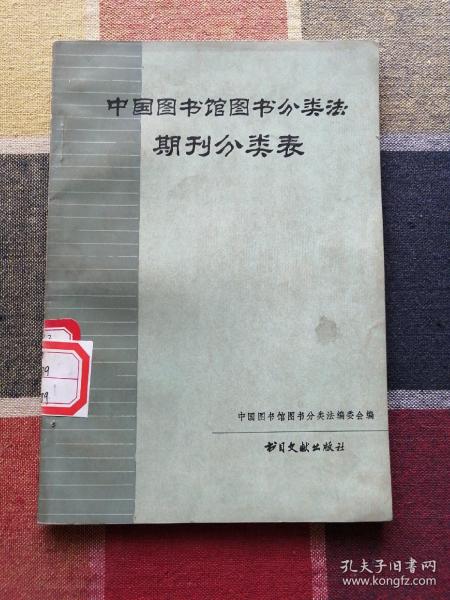 中国图书馆图书分类法
期刊分类表
中国图书馆图书分类法编委会编
书目文献出版社
孔夫子旧书网
www.kongfz.com